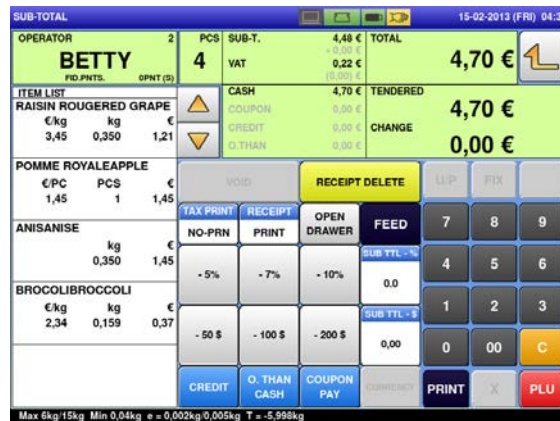 SUB-TOTAL 15-02-2013 (FRI) 04:3
OPERATOR 2
BETTY
FID.PNTS. 0PNT (S)
PCS
4
SUB-T. 4,48 €
- 0,00 €
VAT 0,22 €
(0,00) €
TOTAL
4,70 €
CASH 4,70 €
COUPON 0,00 €
CREDIT 0,00 €
O.THAN 0,00 €
TENDERED
4,70 €
CHANGE
0,00 €
ITEM LIST
RAISIN ROUGERED GRAPE
€/kg kg €
3,45 0,350 1,21
POMME ROYALEAPPLE
€/PC PCS €
1,45 1 1,45
ANISANISE
kg €
0,350 1,45
BROCOLIBROCCOLI
€/kg kg €
2,34 0,159 0,37
VOID RECEIPT DELETE U/P FIX
TAX PRINT
NO-PRN
RECEIPT
PRINT
OPEN
DRAWER
FEED 7 8 9
- 5% - 7% - 10%
SUB TTL - %
0.0
4 5 6
- 50 $ - 100 $ - 200 $
SUB TTL - $
0,00
1 2 3
0 00 C
CREDIT
O. THAN
CASH
COUPON
PAY
CURRENCY PRINT X PLU
Max 6kg/15kg Min 0,04kg e = 0,002kg/0,005kg T = -5,998kg